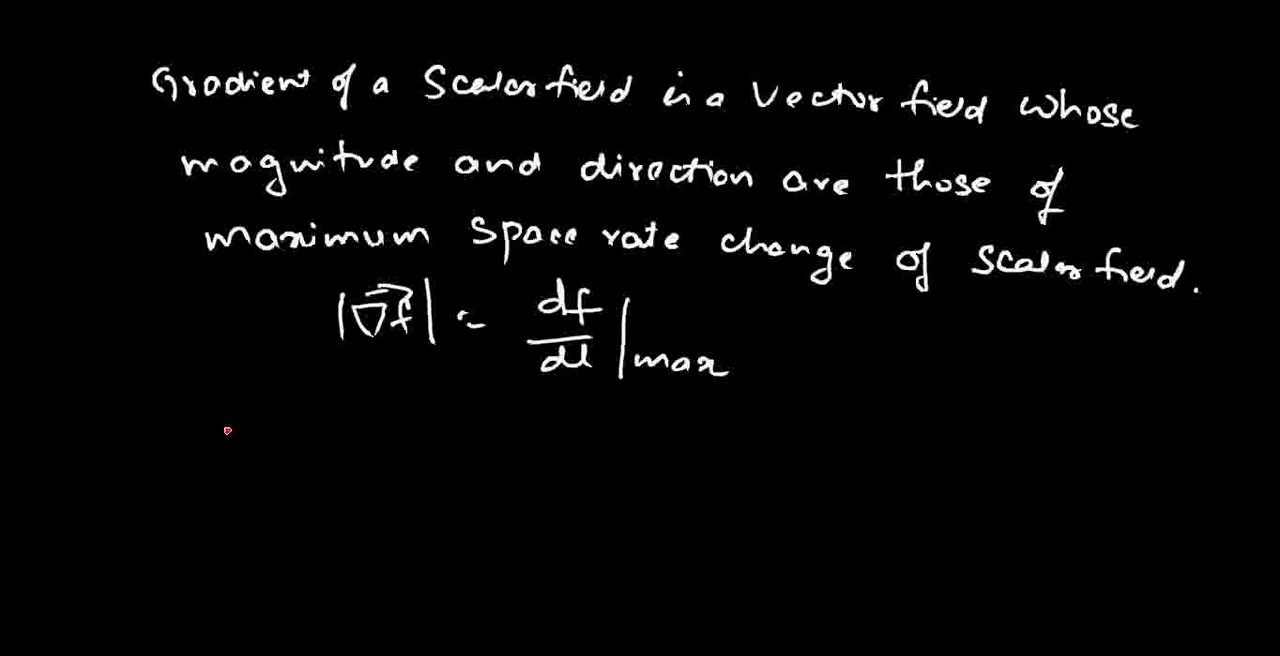 Gradient of a Scalar field is a vector field whose
magnitude and direction are those of
maximum space rate change of scalar field.
|∇f⃗| = df/dl |max